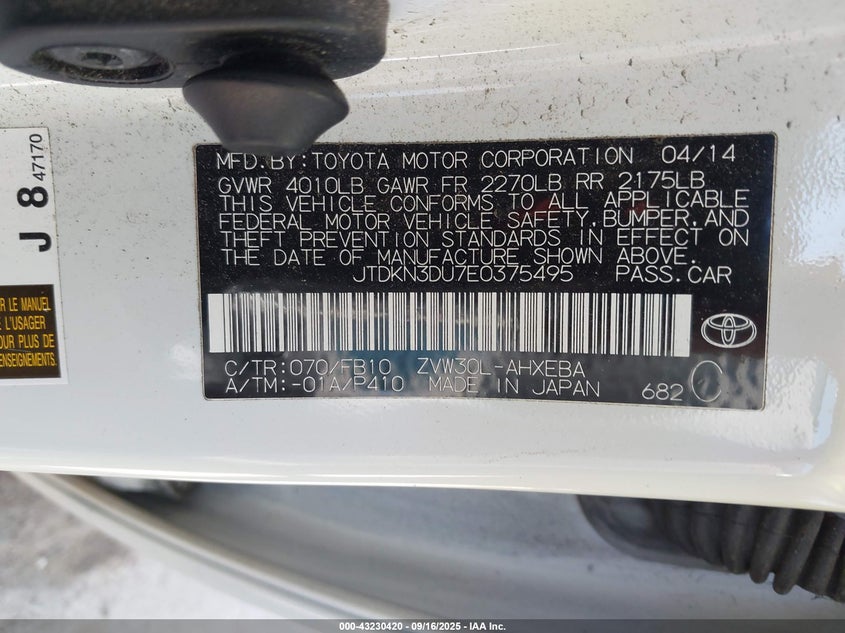 MFD.BY:TOYOTA MOTOR CORPORATION 04/14
GVWR 4010LB GAWR FR 2270LB RR 2175LB
THIS VEHICLE CONFORMS TO ALL APPLICABLE
FEDERAL MOTOR VEHICLE SAFETY,BUMPER,AND
THEFT PREVENTION STANDARDS IN EFFECT ON
THE DATE OF MANUFACTURE SHOWN ABOVE.
JTDKN3DU7E0375495 PASS.CAR
C/TR:070/FB10 ZVW30L-AHXEBA
A/TM:-01A/P410 MADE IN JAPAN 682 C
J 8 47170
R LE MANUEL
L'USAGER
POUR PLUS DE
ENSEIGNEMENTS.
000-43230420 - 09/16/2025 - IAA Inc.